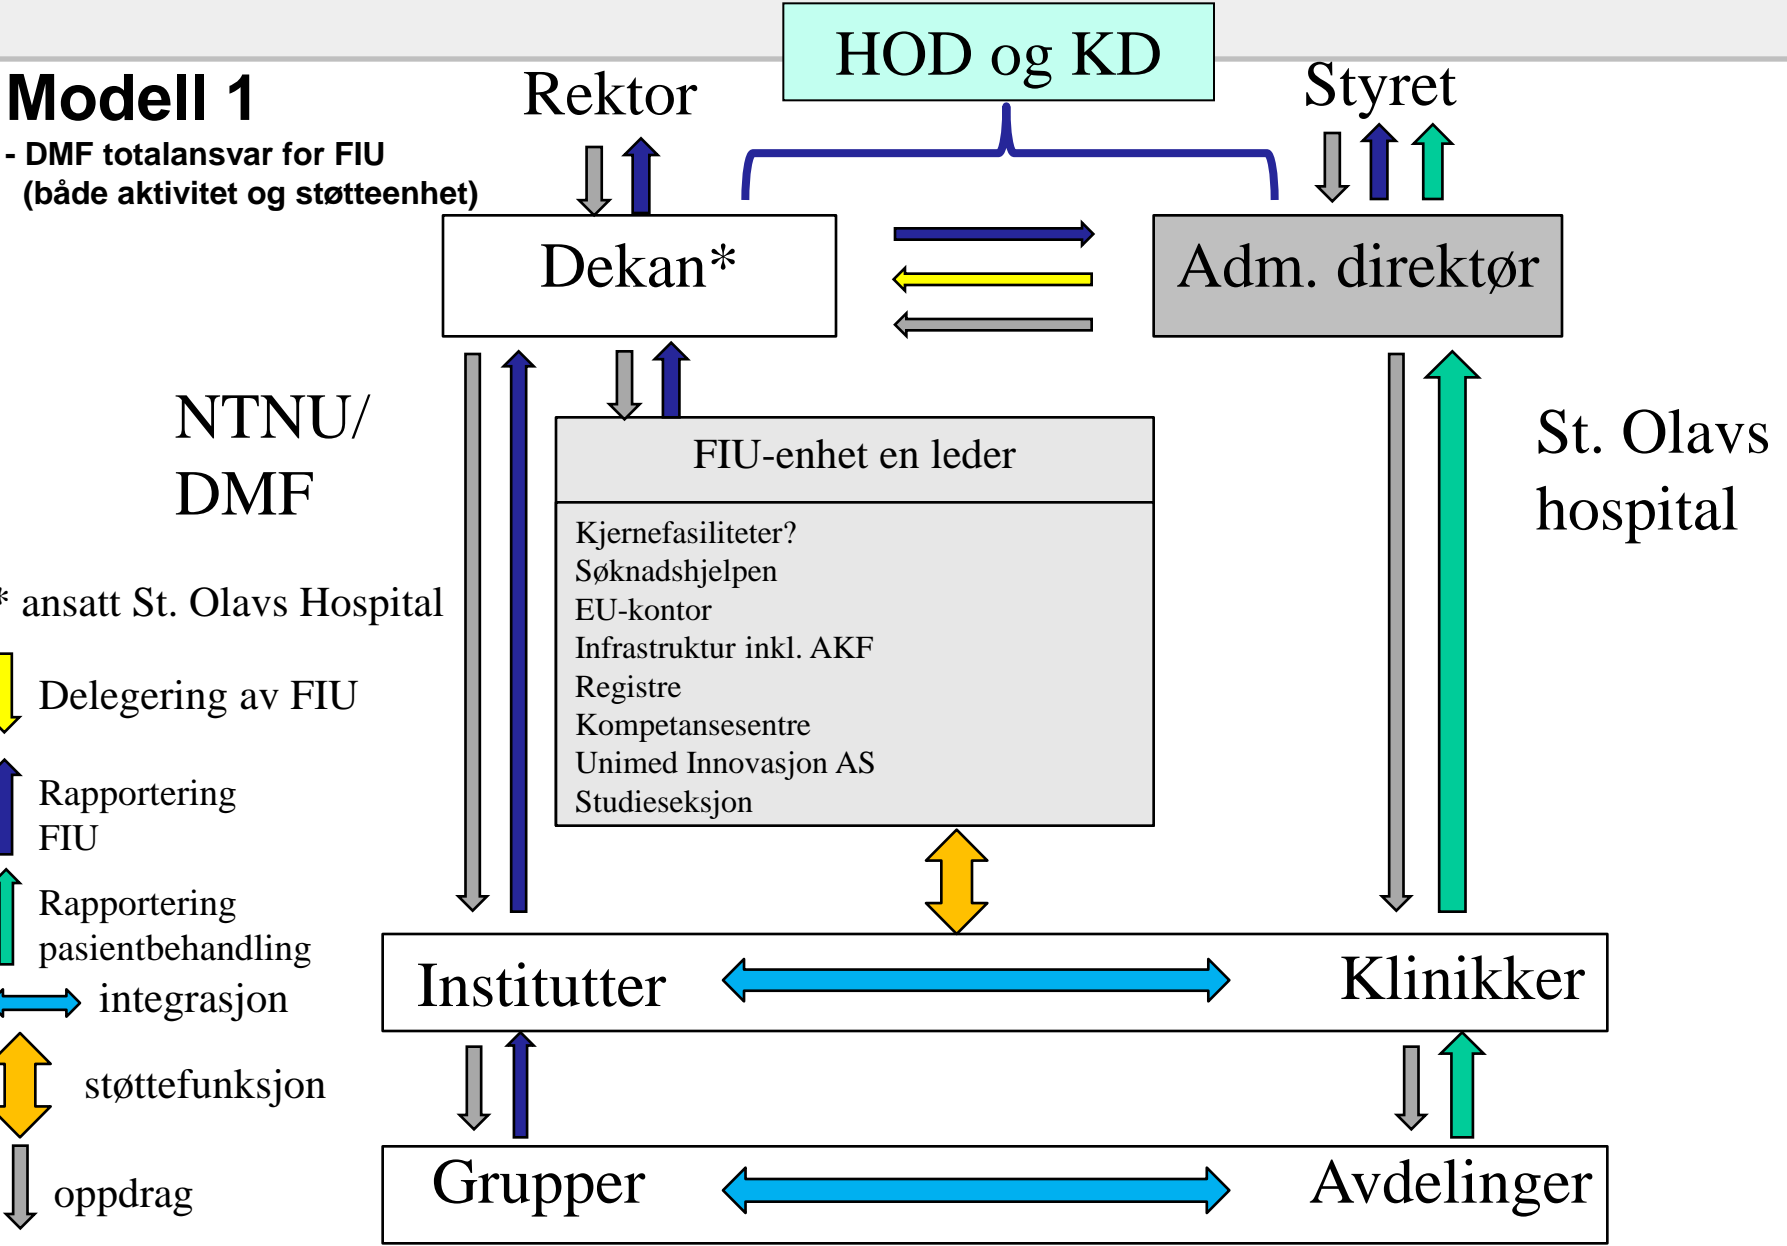 HOD og KD
Modell 1
- DMF totalansvar for FIU
(både aktivitet og støtteenhet)
Rektor
Styret
Dekan*
Adm. direktør
NTNU/
DMF
St. Olavs
hospital
FIU-enhet en leder
Kjernefasiliteter?
Søknadshjelpen
EU-kontor
Infrastruktur inkl. AKF
Registre
Kompetansesentre
Unimed Innovasjon AS
Studieseksjon
* ansatt St. Olavs Hospital
Delegering av FIU
Rapportering
FIU
Rapportering
pasientbehandling
integrasjon
støttefunksjon
oppdrag
Institutter
Klinikker
Grupper
Avdelinger